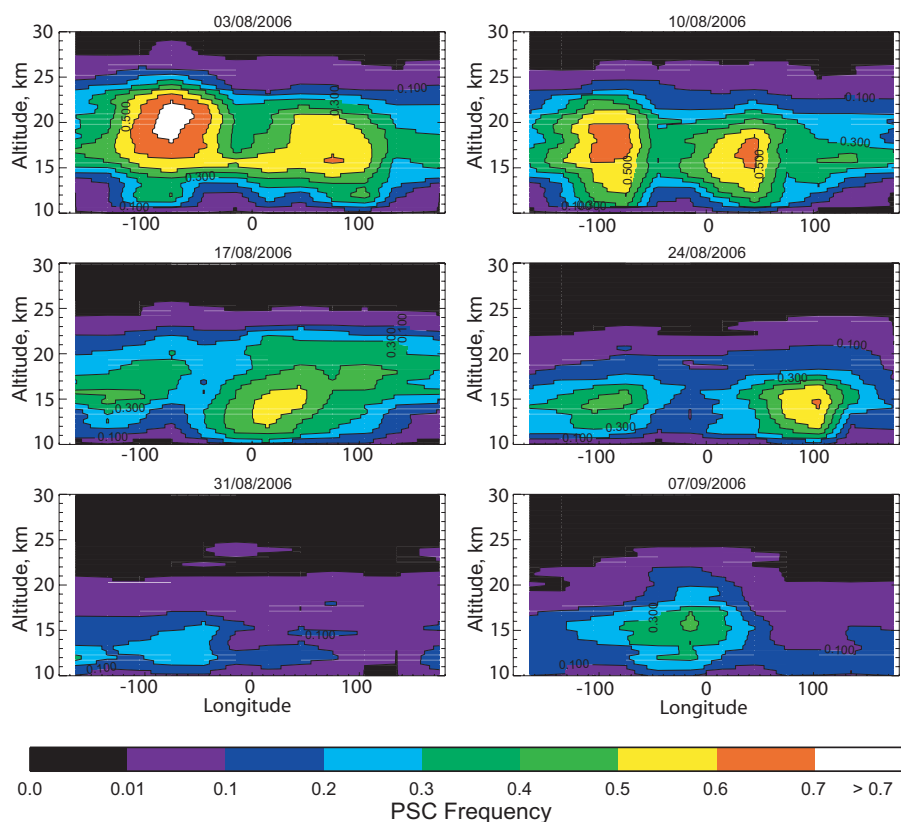 03/08/2006 10/08/2006
30 30
25 25
20 20
15 15
10 10
Altitude, km Altitude, km
0.500 0.300 0.300 0.100 0.100
0.100 0.500 0.300 0.100
-100 0 100 -100 0 100
17/08/2006 24/08/2006
30 30
25 25
20 20
15 15
10 10
Altitude, km Altitude, km
0.300 0.100 0.300 0.100
0.100 0.300 0.300 0.100
-100 0 100 -100 0 100
31/08/2006 07/09/2006
30 30
25 25
20 20
15 15
10 10
Altitude, km Altitude, km
0.100 0.100
0.300 0.100 0.100
-100 0 100 -100 0 100
Longitude Longitude
0.0 0.01 0.1 0.2 0.3 0.4 0.5 0.6 0.7 > 0.7
PSC Frequency